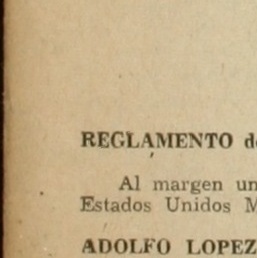 REGLAMENTO d
Al margen un
Estados Unidos M
ADOLFO LOPEZ